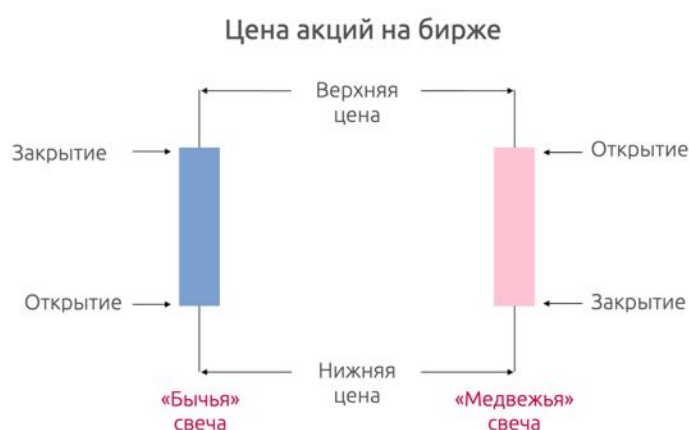 Цена акций на бирже
Верхняя
цена
Закрытие
Открытие
Открытие
Закрытие
Нижняя
цена
«Бычья»
свеча
«Медвежья»
свеча